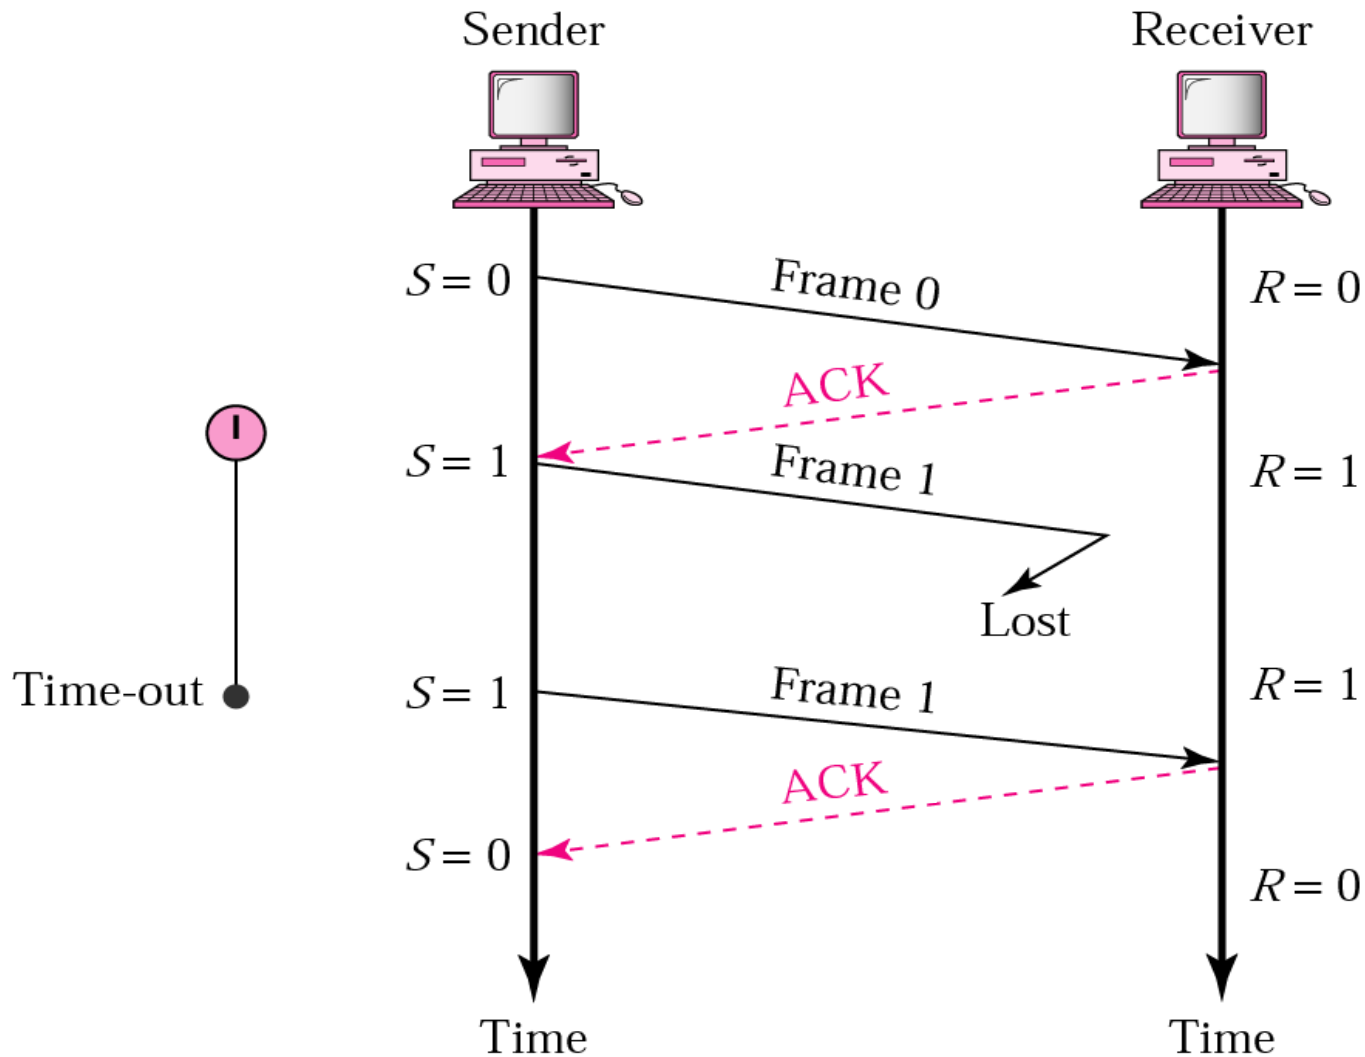 Sender
Receiver
S = 0
Frame 0
R = 0
ACK
S = 1
Frame 1
R = 1
Lost
Time-out
S = 1
Frame 1
R = 1
ACK
S = 0
R = 0
Time
Time